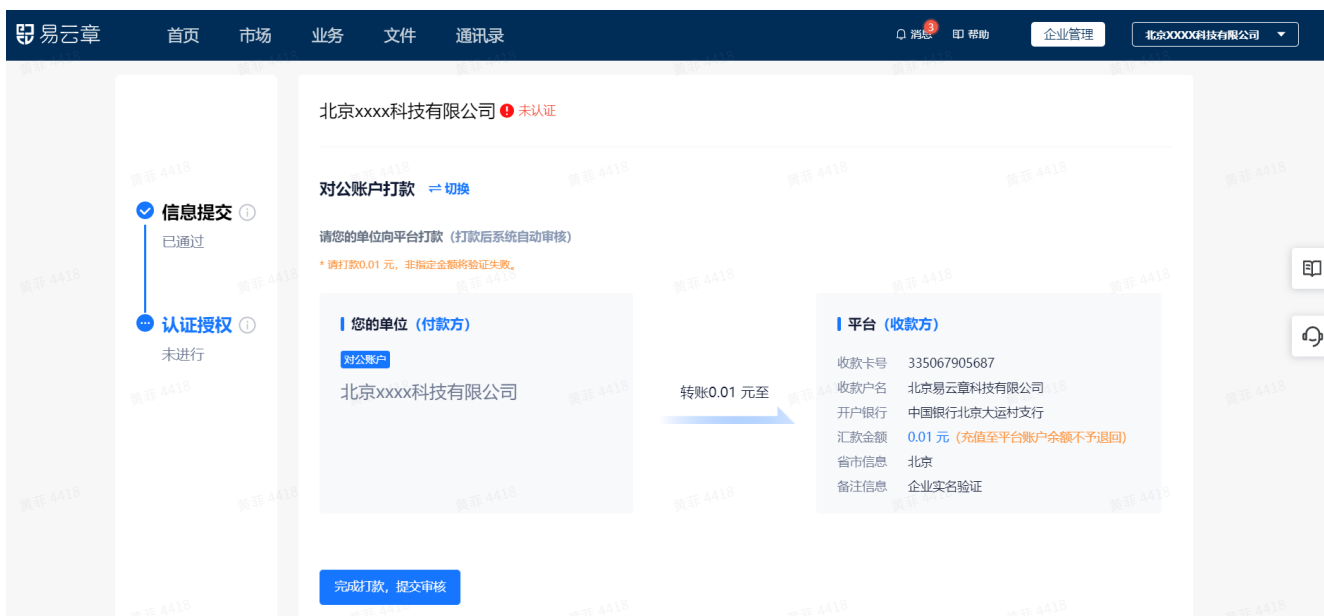 易云章 首页 市场 业务 文件 通讯录 消息 3 帮助 企业管理 北京XXXX科技有限公司
北京xxxx科技有限公司 未认证
对公账户打款 切换
信息提交
已通过
认证授权
未进行
请您的单位向平台打款（打款后系统自动审核）
* 请打款0.01 元，非指定金额将验证失败。
您的单位（付款方）
对公账户
北京xxxx科技有限公司
转账0.01 元至
平台（收款方）
收款卡号 335067905687
收款户名 北京易云章科技有限公司
开户银行 中国银行北京大运村支行
汇款金额 0.01 元（充值至平台账户余额不予退回）
省市信息 北京
备注信息 企业实名验证
完成打款，提交审核
黄菲 4418